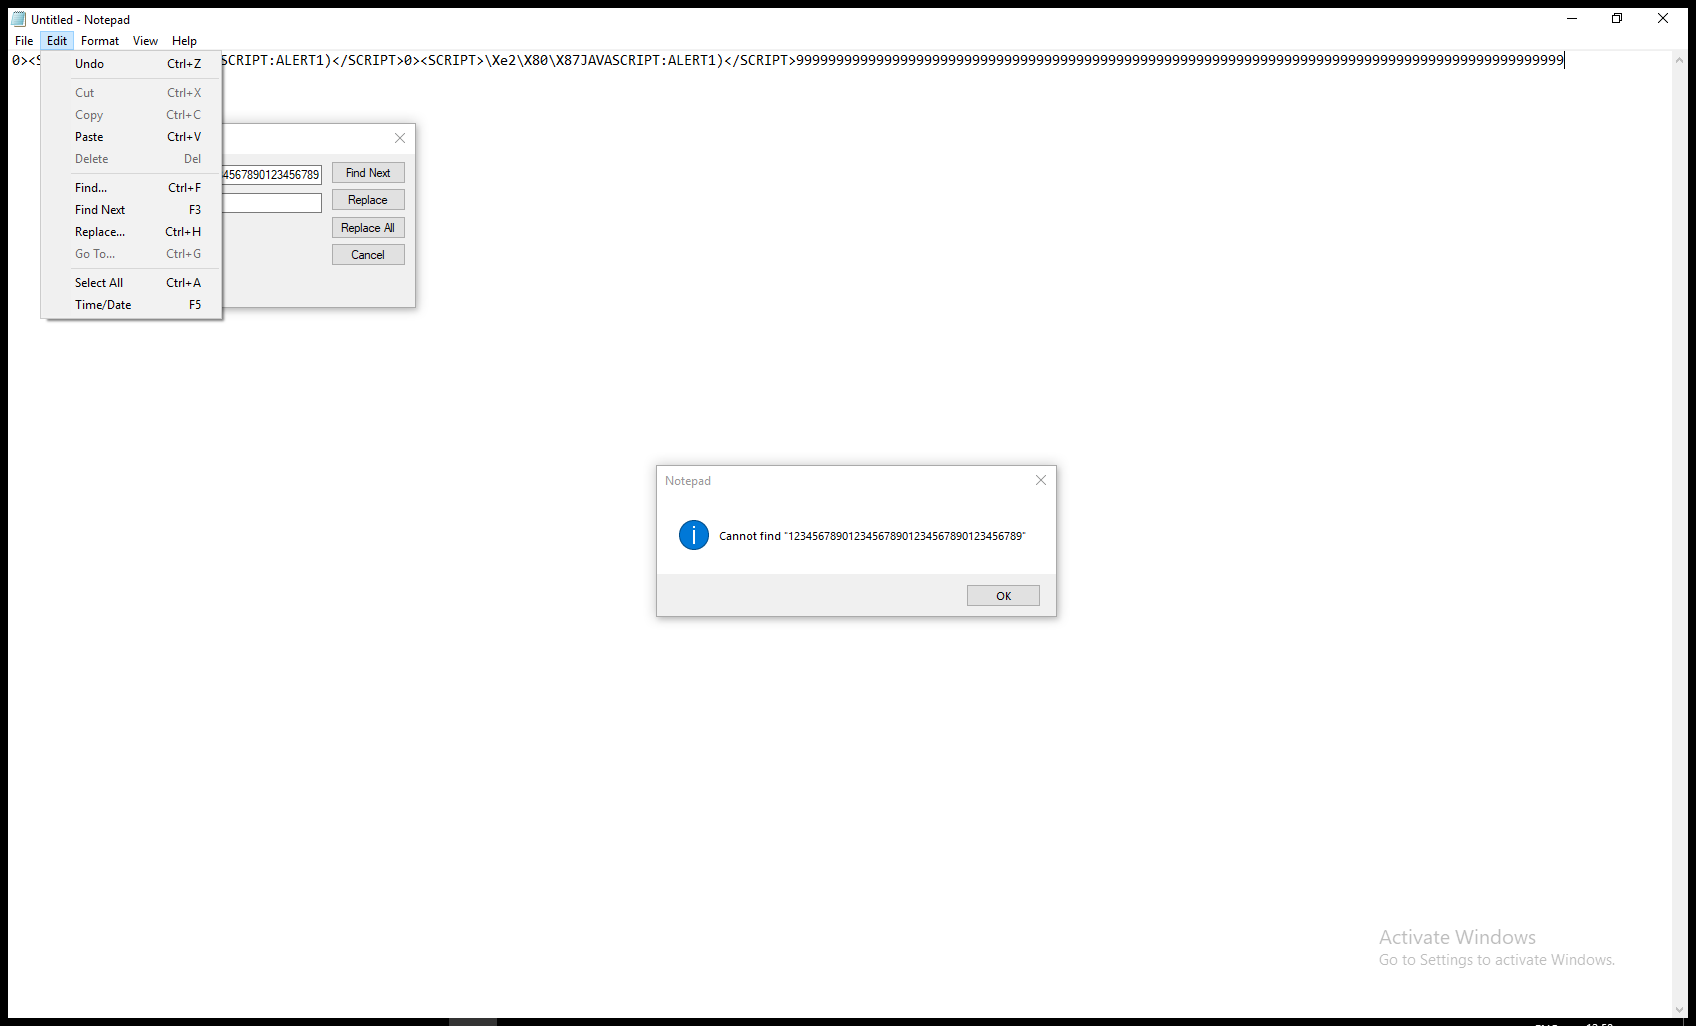 Untitled - Notepad
File Edit Format View Help
0><S SCRIPT:ALERT1)</SCRIPT>0><SCRIPT>\Xe2\X80\X87JAVASCRIPT:ALERT1)</SCRIPT>999999999999999999999999999999999999999999999999999999999999999999999999999999999999999999999999
Undo Ctrl+Z
Cut Ctrl+X
Copy Ctrl+C
Paste Ctrl+V
Delete Del
Find... Ctrl+F
Find Next F3
Replace... Ctrl+H
Go To... Ctrl+G
Select All Ctrl+A
Time/Date F5
4567890123456789
Find Next
Replace
Replace All
Cancel
Notepad
Cannot find "123456789012345678901234567890123456789"
OK
Activate Windows
Go to Settings to activate Windows.